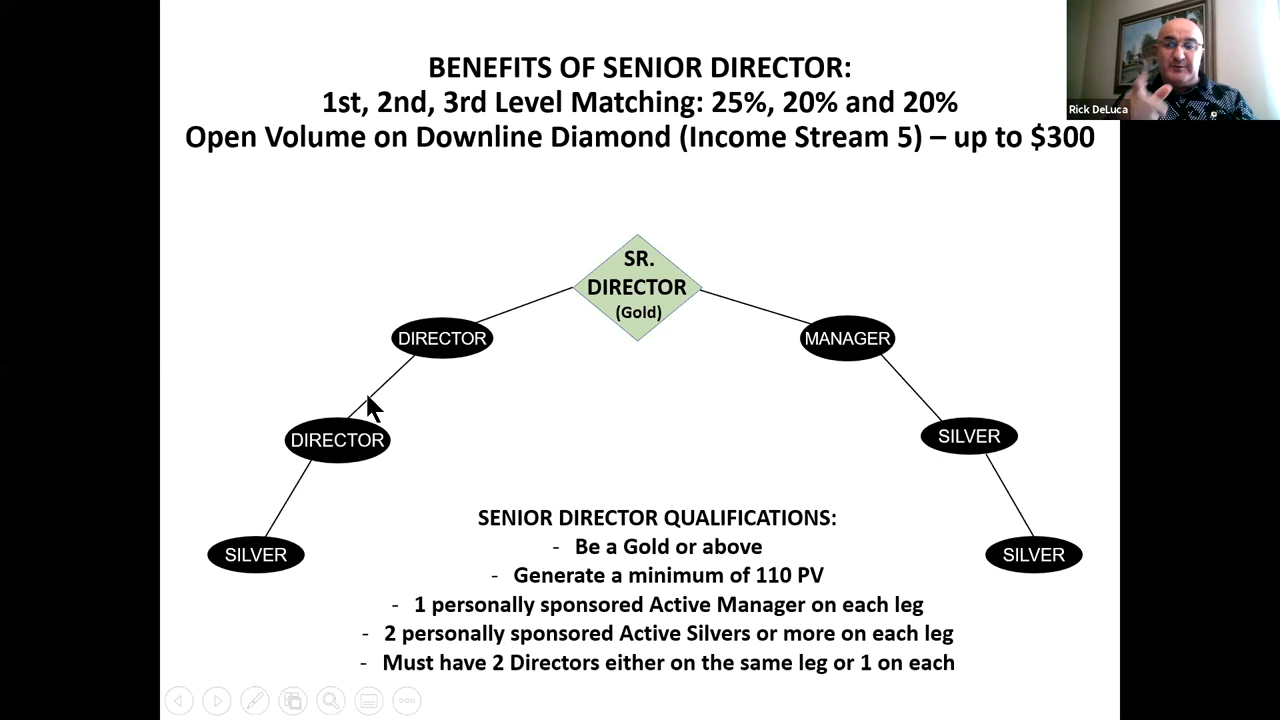 BENEFITS OF SENIOR DIRECTOR:
1st, 2nd, 3rd Level Matching: 25%, 20% and 20%
Open Volume on Downline Diamond (Income Stream 5) – up to $300
Rick DeLuca
SR.
DIRECTOR
(Gold)
DIRECTOR
MANAGER
DIRECTOR
SILVER
SILVER
SILVER
SENIOR DIRECTOR QUALIFICATIONS:
- Be a Gold or above
- Generate a minimum of 110 PV
- 1 personally sponsored Active Manager on each leg
- 2 personally sponsored Active Silvers or more on each leg
- Must have 2 Directors either on the same leg or 1 on each